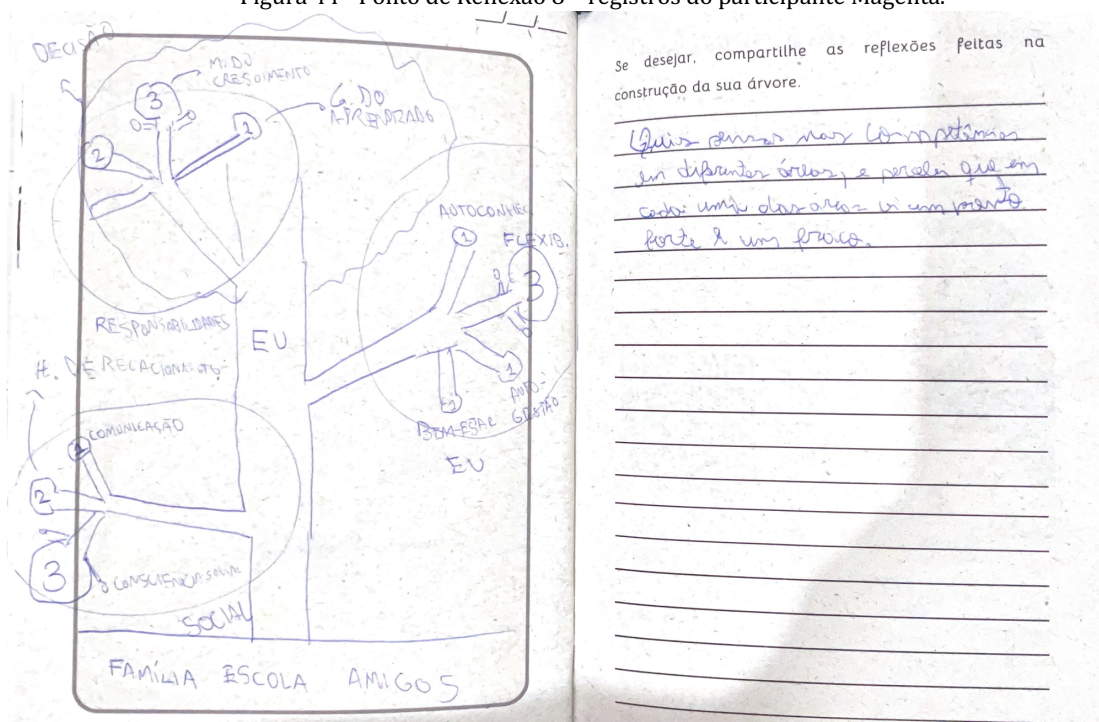 Figura 44 - Ponto de Reflexão 8 – registros do participante Magenta.
DECISÃO
3
M. DO
CRESCIMENTO
2
2
G. DO
APRENDIZADO
RESPONSABILIDADES
EU
AUTOCONHEC.
1
FLEXIB.
3
1
AUTO-
GESTÃO
BEM-ESTAR
EU
H. DE RELACIONAMTO
COMUNICAÇÃO
1
2
3
CONSCIÊNCIA SOCIAL
SOCIAL
FAMÍLIA ESCOLA AMIGOS
Se desejar, compartilhe as reflexões feitas na
construção da sua árvore.
Quis pensar nas competências
em diferentes áreas, e percebi que em
cada uma das áreas vi um ponto
forte e um fraco.